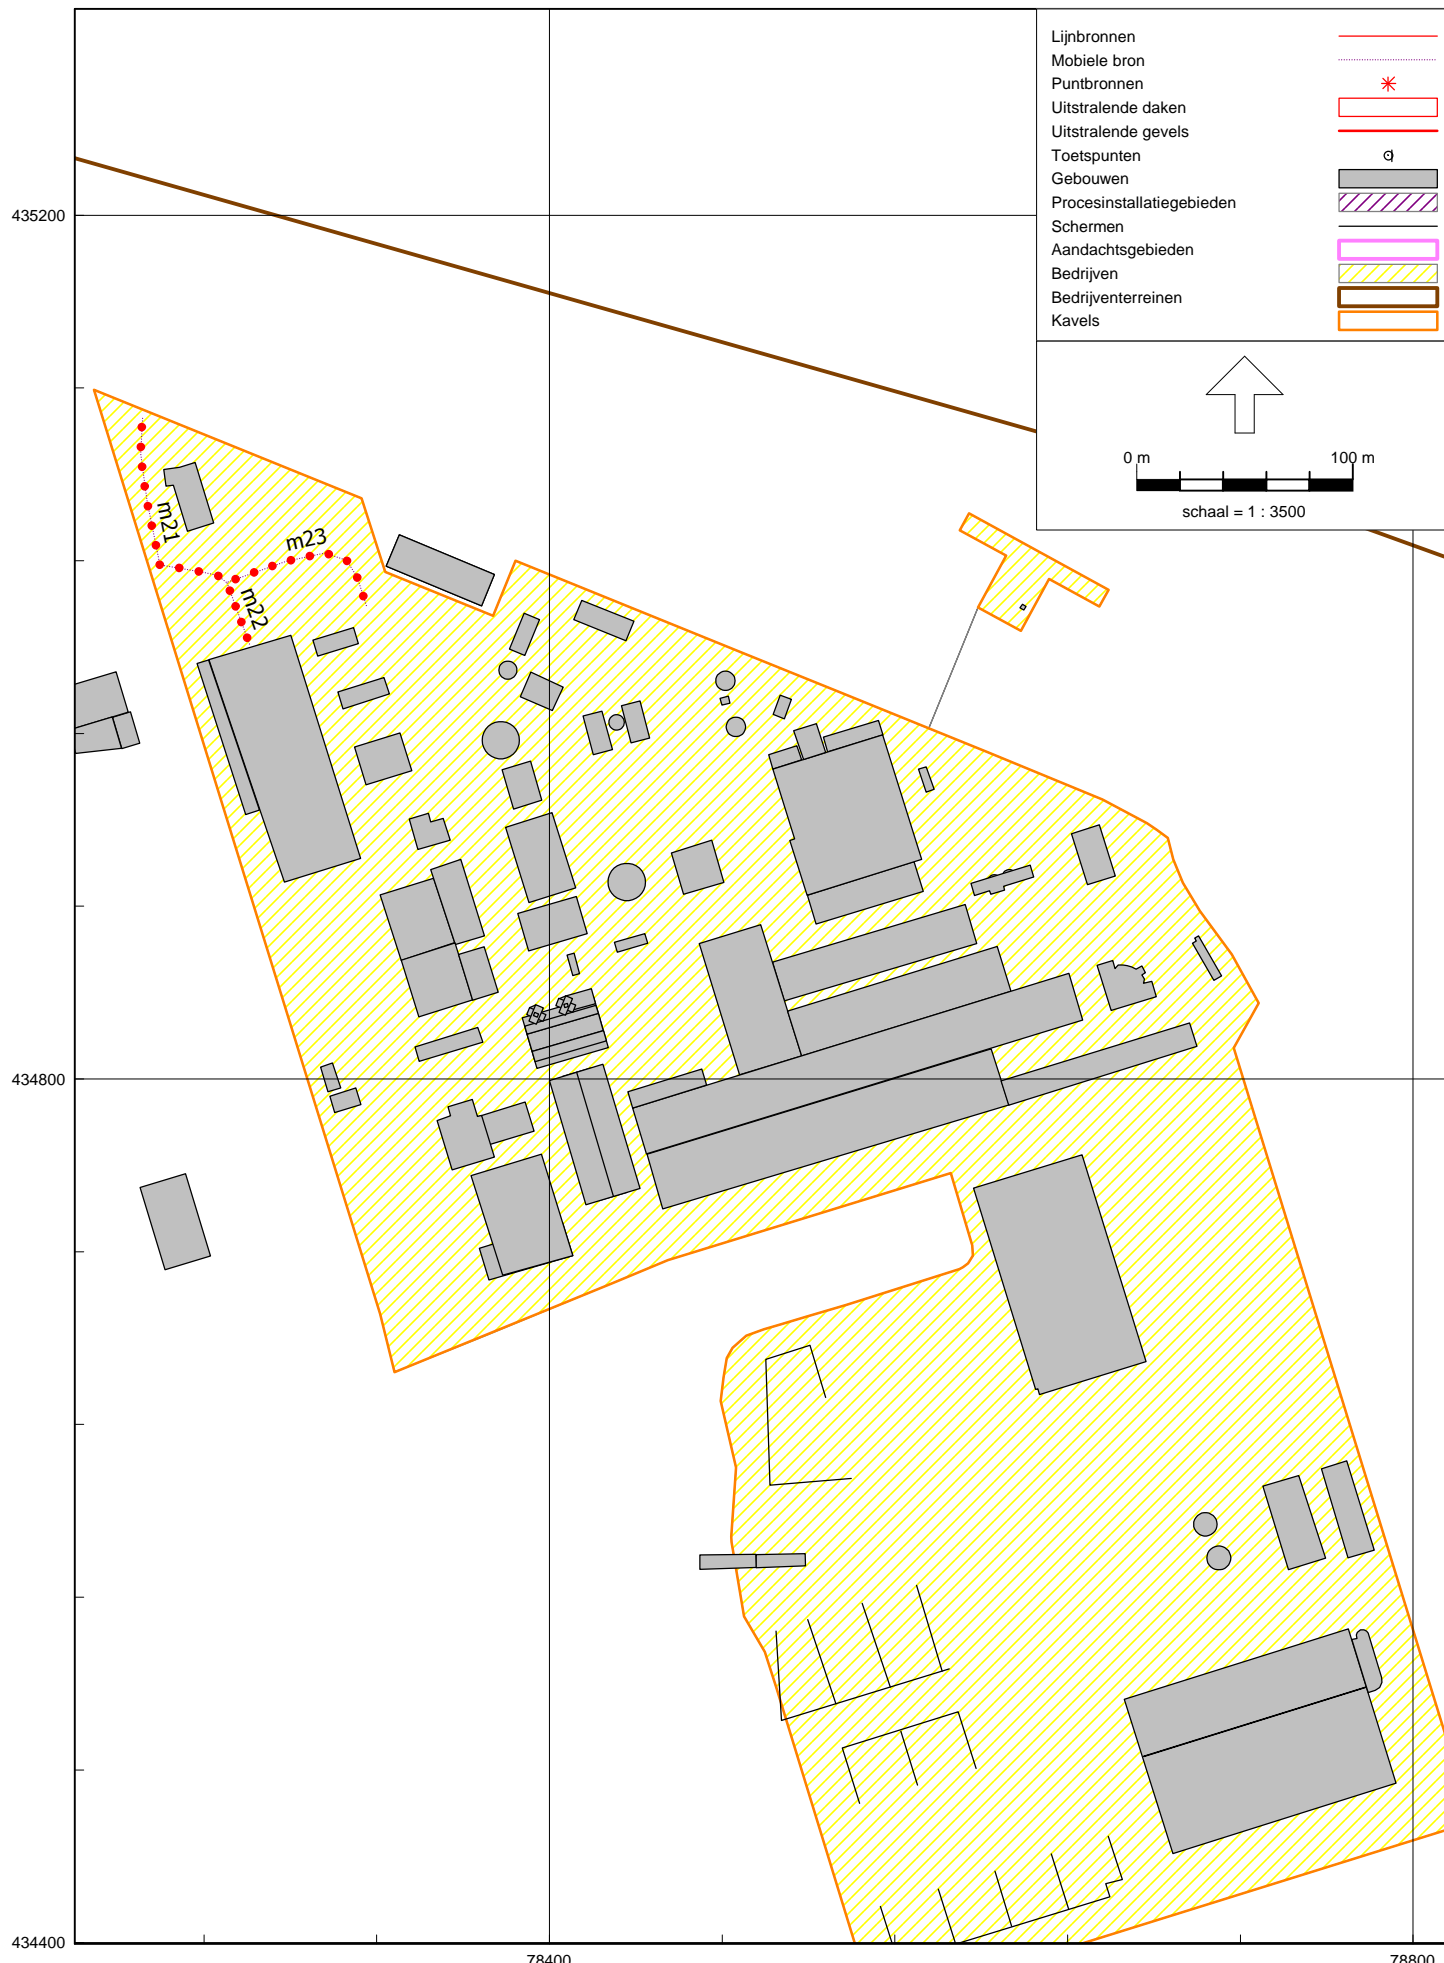 Lijnbronnen
Mobiele bron
Puntbronnen
Uitstralende daken
Uitstralende gevels
Toetspunten
Gebouwen
Procesinstallatiegebieden
Schermen
Aandachtsgebieden
Bedrijven
Bedrijventerreinen
Kavels
0 m 100 m
schaal = 1 : 3500
435200
m21
m23
m22
434800
434400
78400 78800